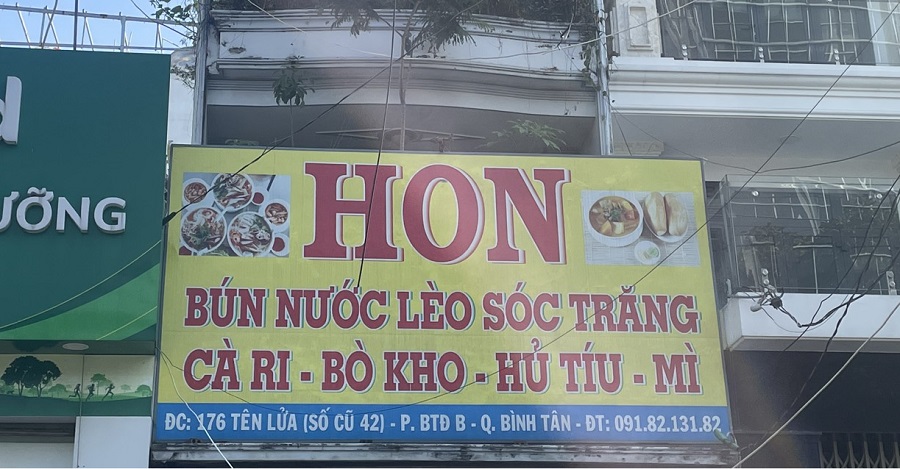 d
ƯỠNG
HON
BÚN NƯỚC LÈO SÓC TRĂNG
CÀ RI - BÒ KHO - HỦ TÍU - MÌ
ĐC: 176 TÊN LỬA (SỐ CŨ 42) - P. BTĐ B - Q. BÌNH TÂN - ĐT: 091.82.131.82